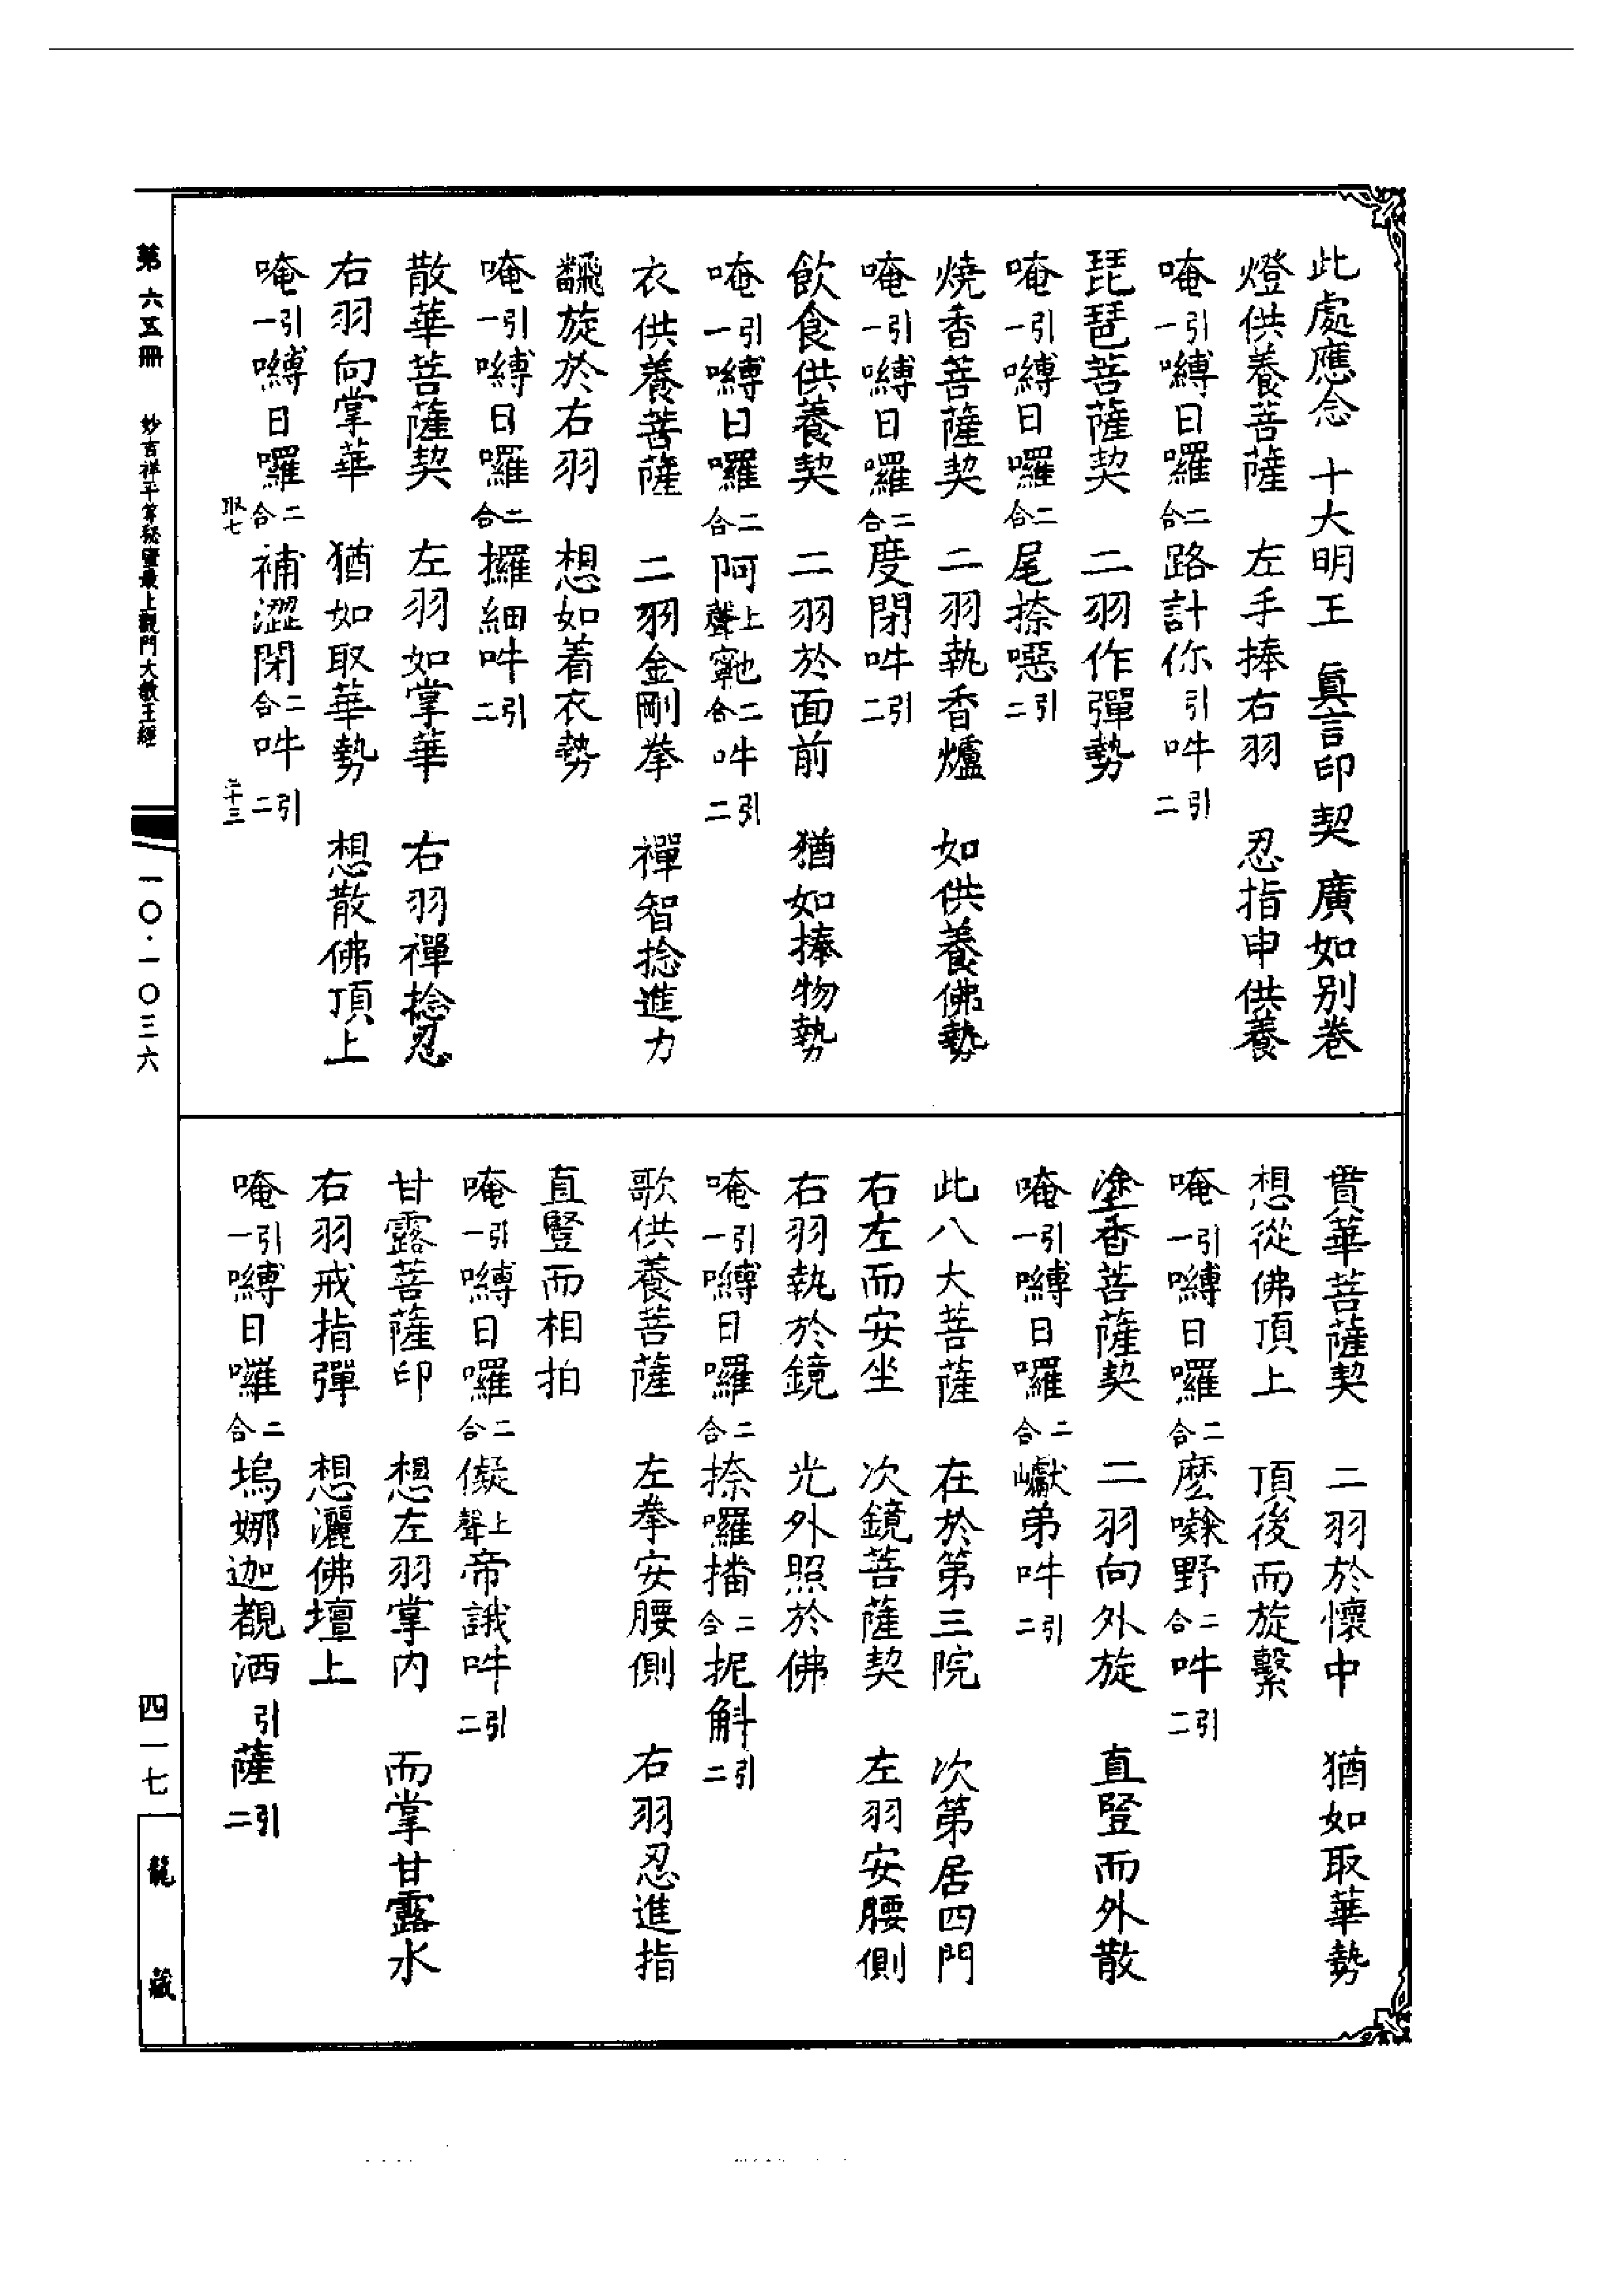 此處應念 十大明王 眞言印契 廣如别卷
燈供養菩薩 左手捧右羽 忍指申供養
唵引一嚩日囉二合路計你引吽引二
琵琶菩薩契 二羽作彈勢
唵引一嚩日囉二合尾捺噁引二
燒香菩薩契 二羽執香爐 如供養佛勢
唵引一嚩日囉二合度閉吽引二
飲食供養契 二羽於面前 猶如捧物勢
唵引一嚩日囉二合阿上聲窣也二合吽引二
衣供養菩薩 二羽金剛拳 禪智捻進力
飜旋於右羽 想如着衣勢
唵引一嚩日囉二合攞細吽引二
散華菩薩契 左羽如掌華 右羽禪捻忍
右羽向掌華 猶如取華勢 想散佛頂上
唵引一嚩日囉二合補澀閉二合吽引二
取七 二十三
貫華菩薩契 二羽於懷中 猶如取華勢
想從佛頂上 頂後而旋繫
唵引一嚩日囉二合麽野二合吽引二
塗香菩薩契 二羽向外旋 直豎而外散
唵引一嚩日囉二合巘弟吽引二
此八大菩薩 在於第三院 次第居四門
右左而安坐 次鏡菩薩契 左羽安腰側
右羽執於鏡 光外照於佛
唵引一嚩日囉二合捺囉播二合抳斛引二
歌供養菩薩 左拳安腰側 右羽忍進指
直豎而相拍
唵引一嚩日囉二合儗上聲帝誐吽引二
甘露菩薩印 想左羽掌内 而掌甘露水
右羽戒指彈 想灑佛壇上
唵引一嚩日囉二合塢娜迦覩洒引薩引二
第六五冊 妙吉祥平等秘密最上觀門大教王經 一〇·一〇三六 四一七 龍藏